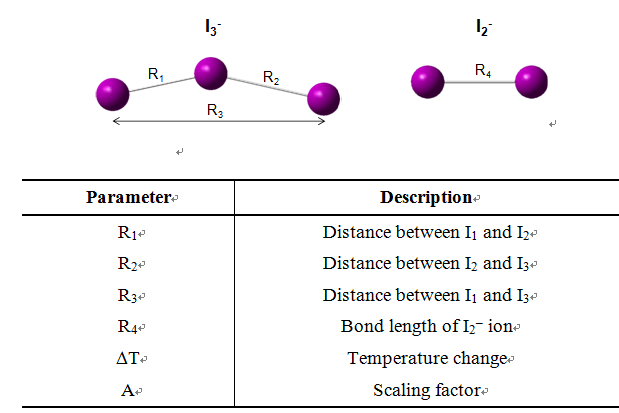 I₃⁻ I₂⁻
R₁ R₂ R₄
R₃
↵
↵
Parameter↵ Description↵
R₁↵ Distance between I₁ and I₂↵
R₂↵ Distance between I₂ and I₃↵
R₃↵ Distance between I₁ and I₃↵
R₄↵ Bond length of I₂⁻ ion↵
ΔT↵ Temperature change↵
A↵ Scaling factor↵